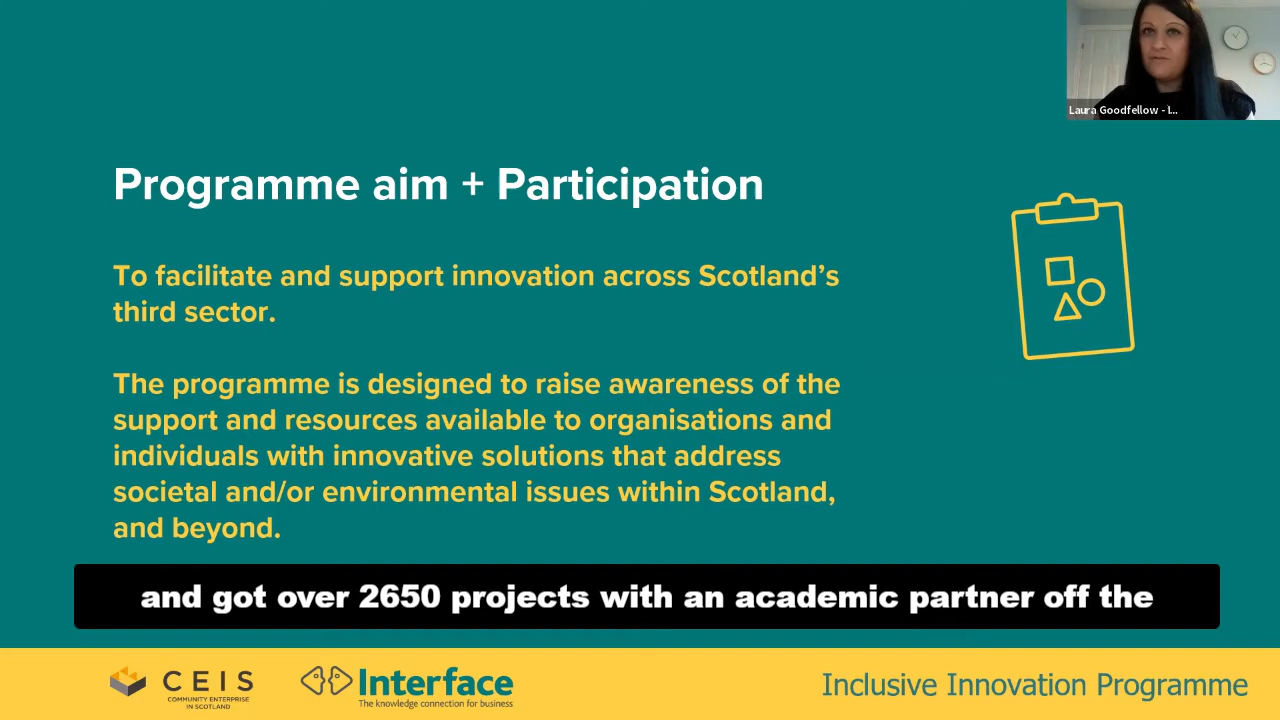 Laura Goodfellow - I...
Programme aim + Participation
To facilitate and support innovation across Scotland's
third sector.
The programme is designed to raise awareness of the
support and resources available to organisations and
individuals with innovative solutions that address
societal and/or environmental issues within Scotland,
and beyond.
and got over 2650 projects with an academic partner off the
CEIS
COMMUNITY ENTERPRISE
IN SCOTLAND
Interface
The knowledge connection for business
Inclusive Innovation Programme